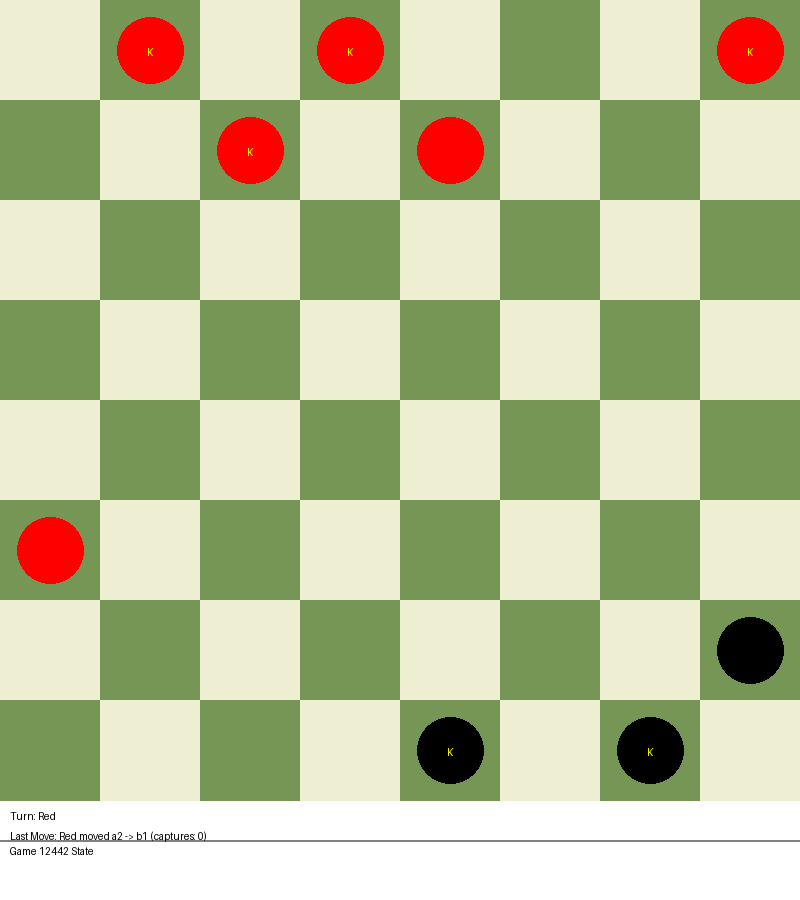 K K K
K
K K
Turn: Red
Last Move: Red moved a2 -> b1 (captures: 0)
Game 12442 State